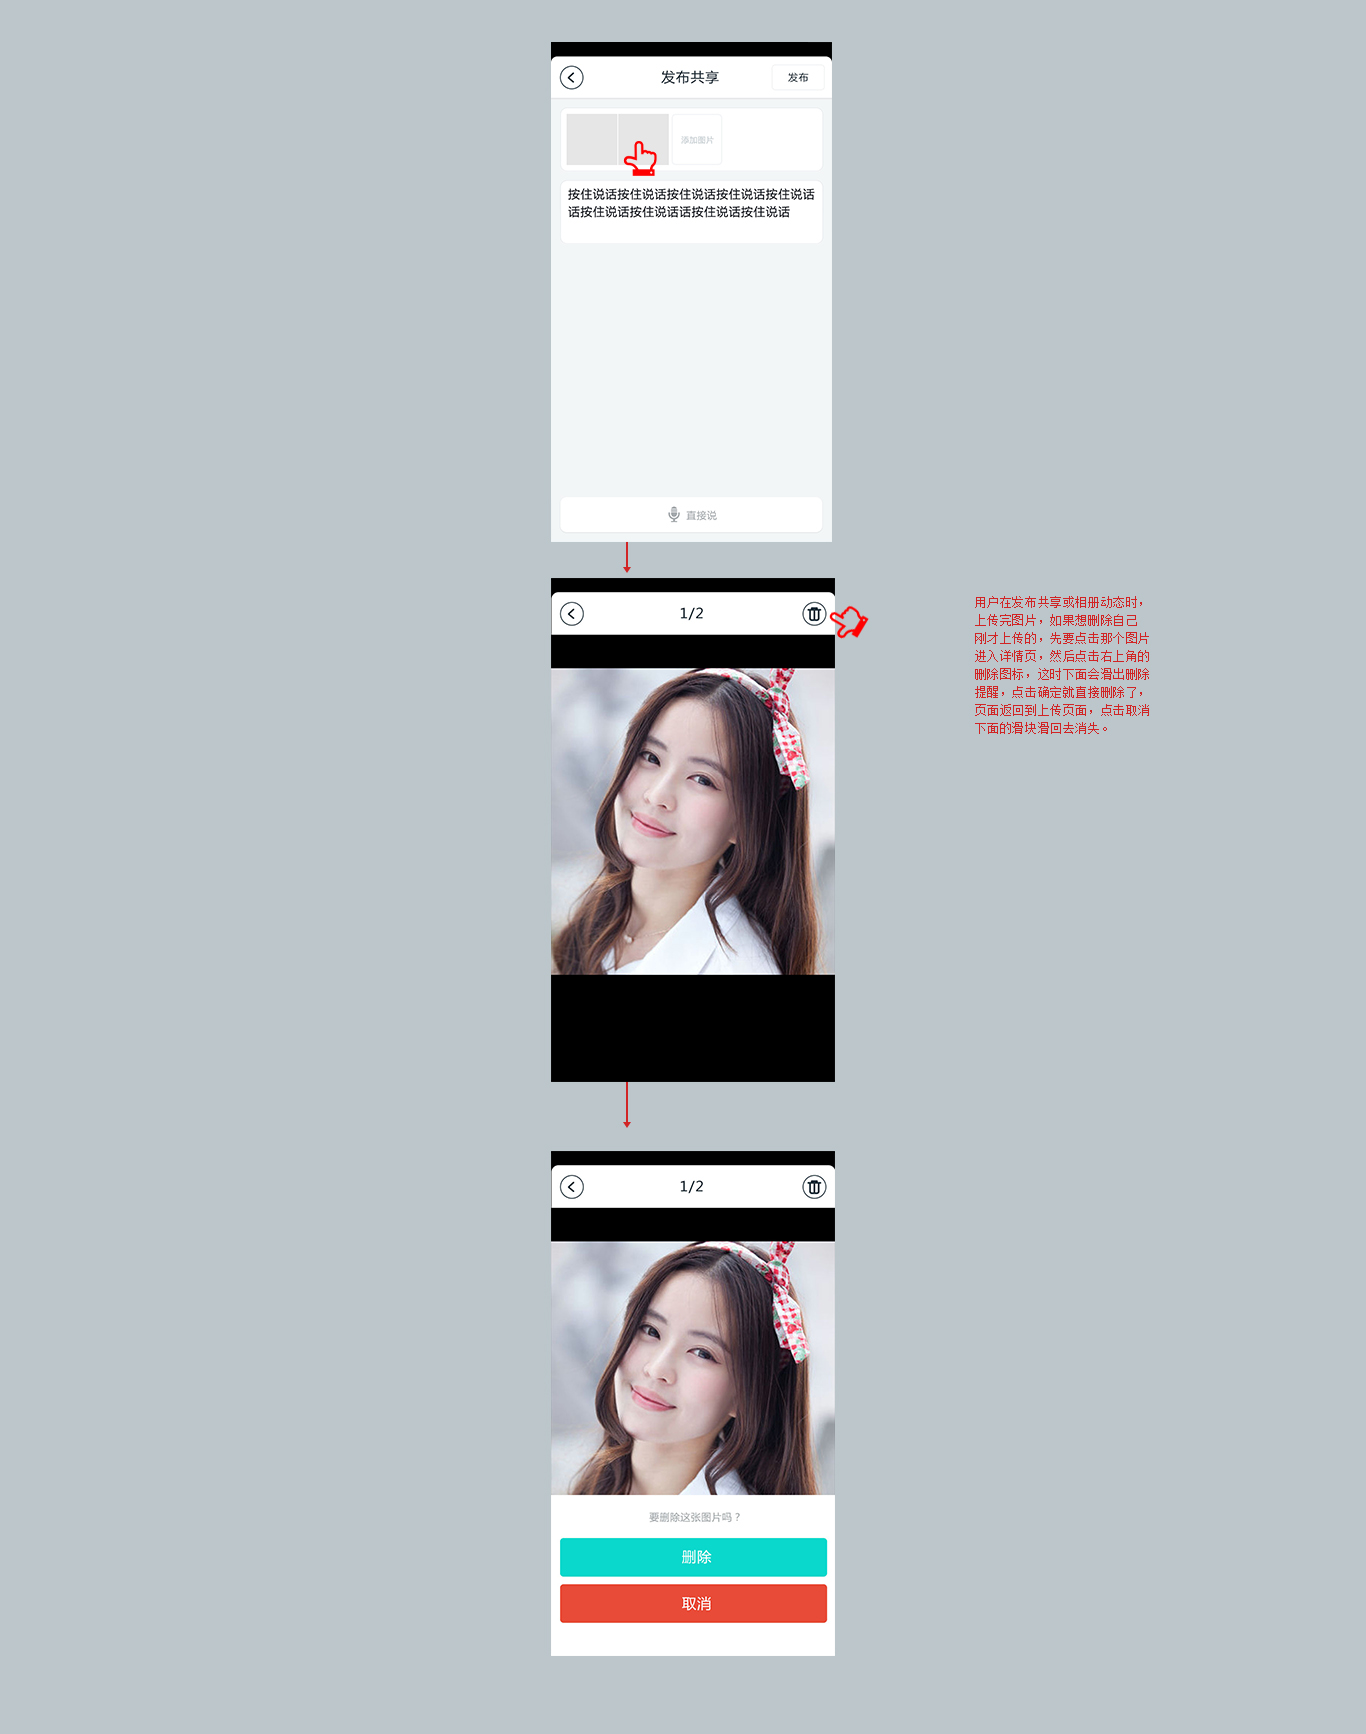 发布共享
发布
添加图片
按住说话按住说话按住说话按住说话按住说话
话按住说话按住说话话按住说话按住说话
直接说
1/2
用户在发布共享或相册动态时，
上传完图片，如果想删除自己
刚才上传的，先要点击那个图片
进入详情页，然后点击右上角的
删除图标，这时下面会滑出删除
提醒，点击确定就直接删除了，
页面返回到上传页面，点击取消
下面的滑块滑回去消失。
1/2
要删除这张图片吗？
删除
取消